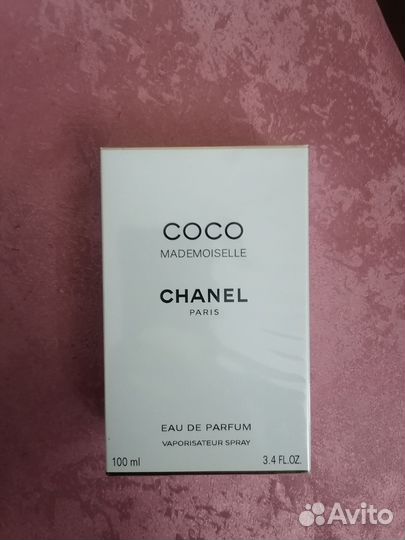 COCO
MADEMOISELLE
CHANEL
PARIS
EAU DE PARFUM
VAPORISATEUR SPRAY
100 ml 3.4 FL.OZ.
Avito